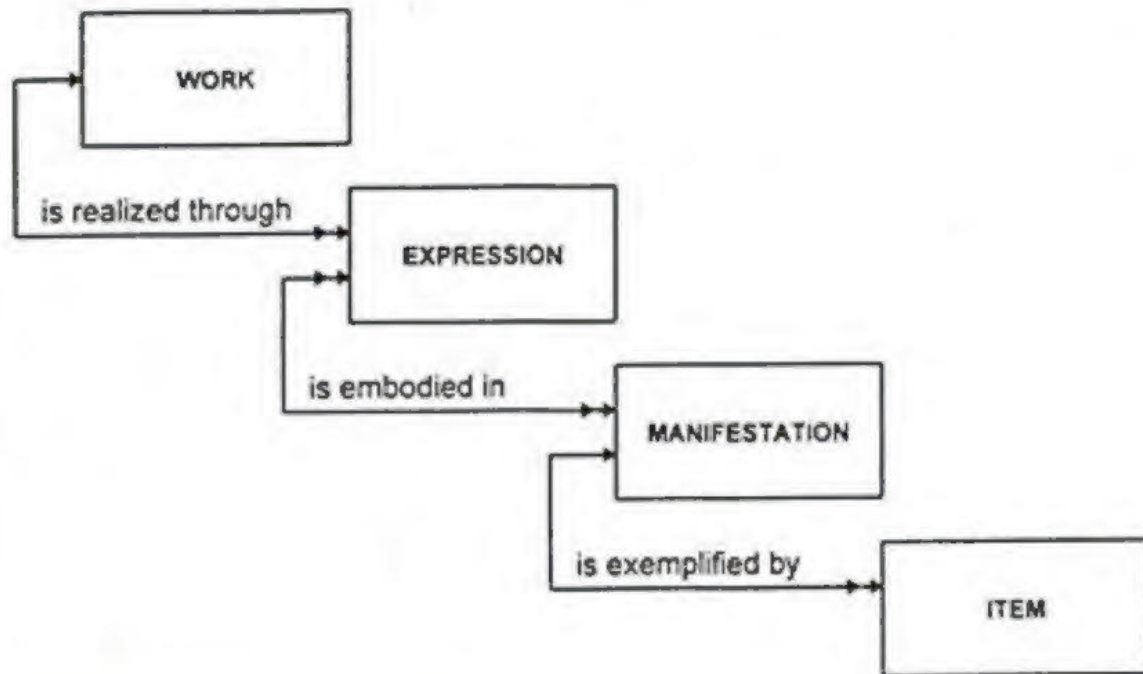 WORK
is realized through
EXPRESSION
is embodied in
MANIFESTATION
is exemplified by
ITEM